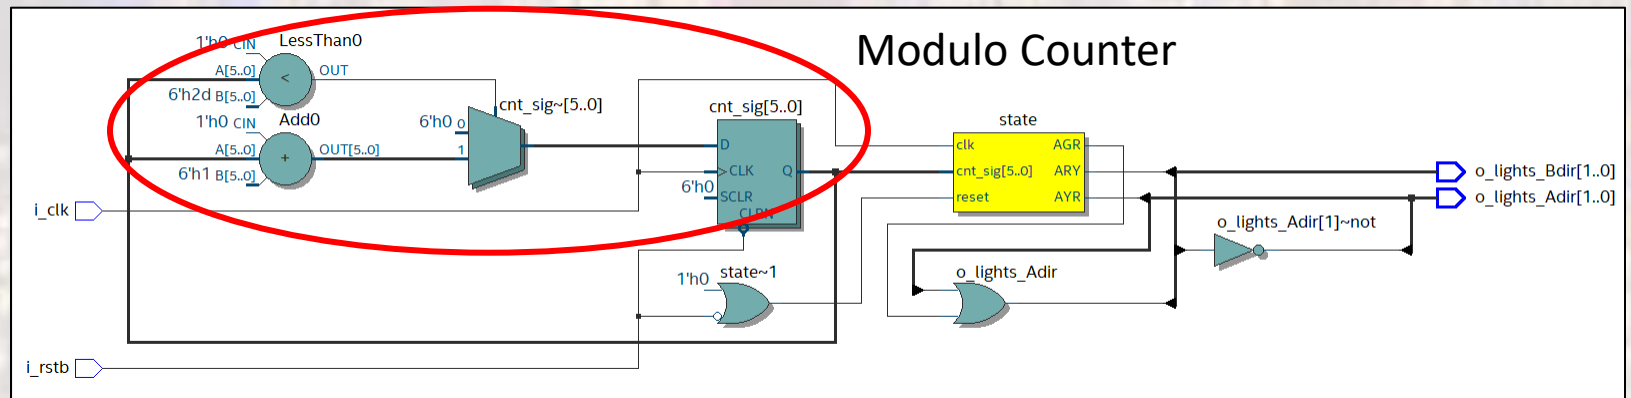 Modulo Counter
1'h0 CIN
LessThan0
A[5..0]
<
OUT
6'h2d B[5..0]
1'h0 CIN
Add0
A[5..0]
+
OUT[5..0]
6'h1 B[5..0]
cnt_sig~[5..0]
6'h0 0
1
cnt_sig[5..0]
D
CLK
Q
6'h0
SCLR
CLRN
state
clk
AGR
cnt_sig[5..0]
ARY
reset
AYR
o_lights_Bdir[1..0]
o_lights_Adir[1..0]
i_clk
o_lights_Adir[1]~not
1'h0
state~1
o_lights_Adir
i_rstb